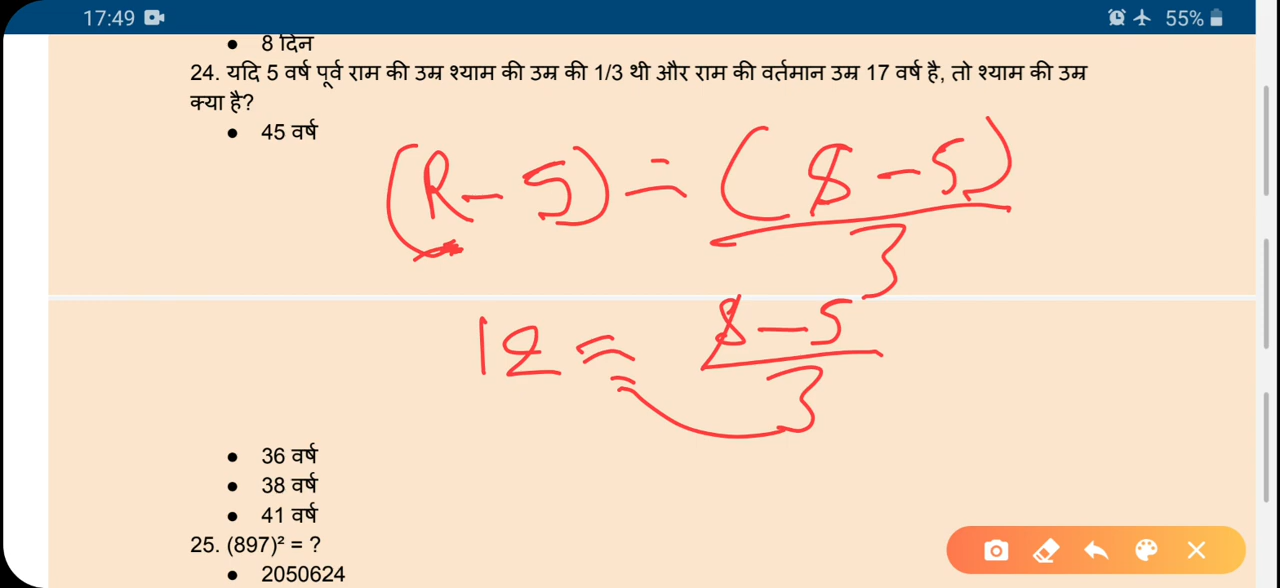 17:49 55%
8 दिन
24. यदि 5 वर्ष पूर्व राम की उम्र श्याम की उम्र की 1/3 थी और राम की वर्तमान उम्र 17 वर्ष है, तो श्याम की उम्र
क्या है?
45 वर्ष
(R-5) = (S-5)
3
12 = S-5
3
36 वर्ष
38 वर्ष
41 वर्ष
25. (897)² = ?
2050624